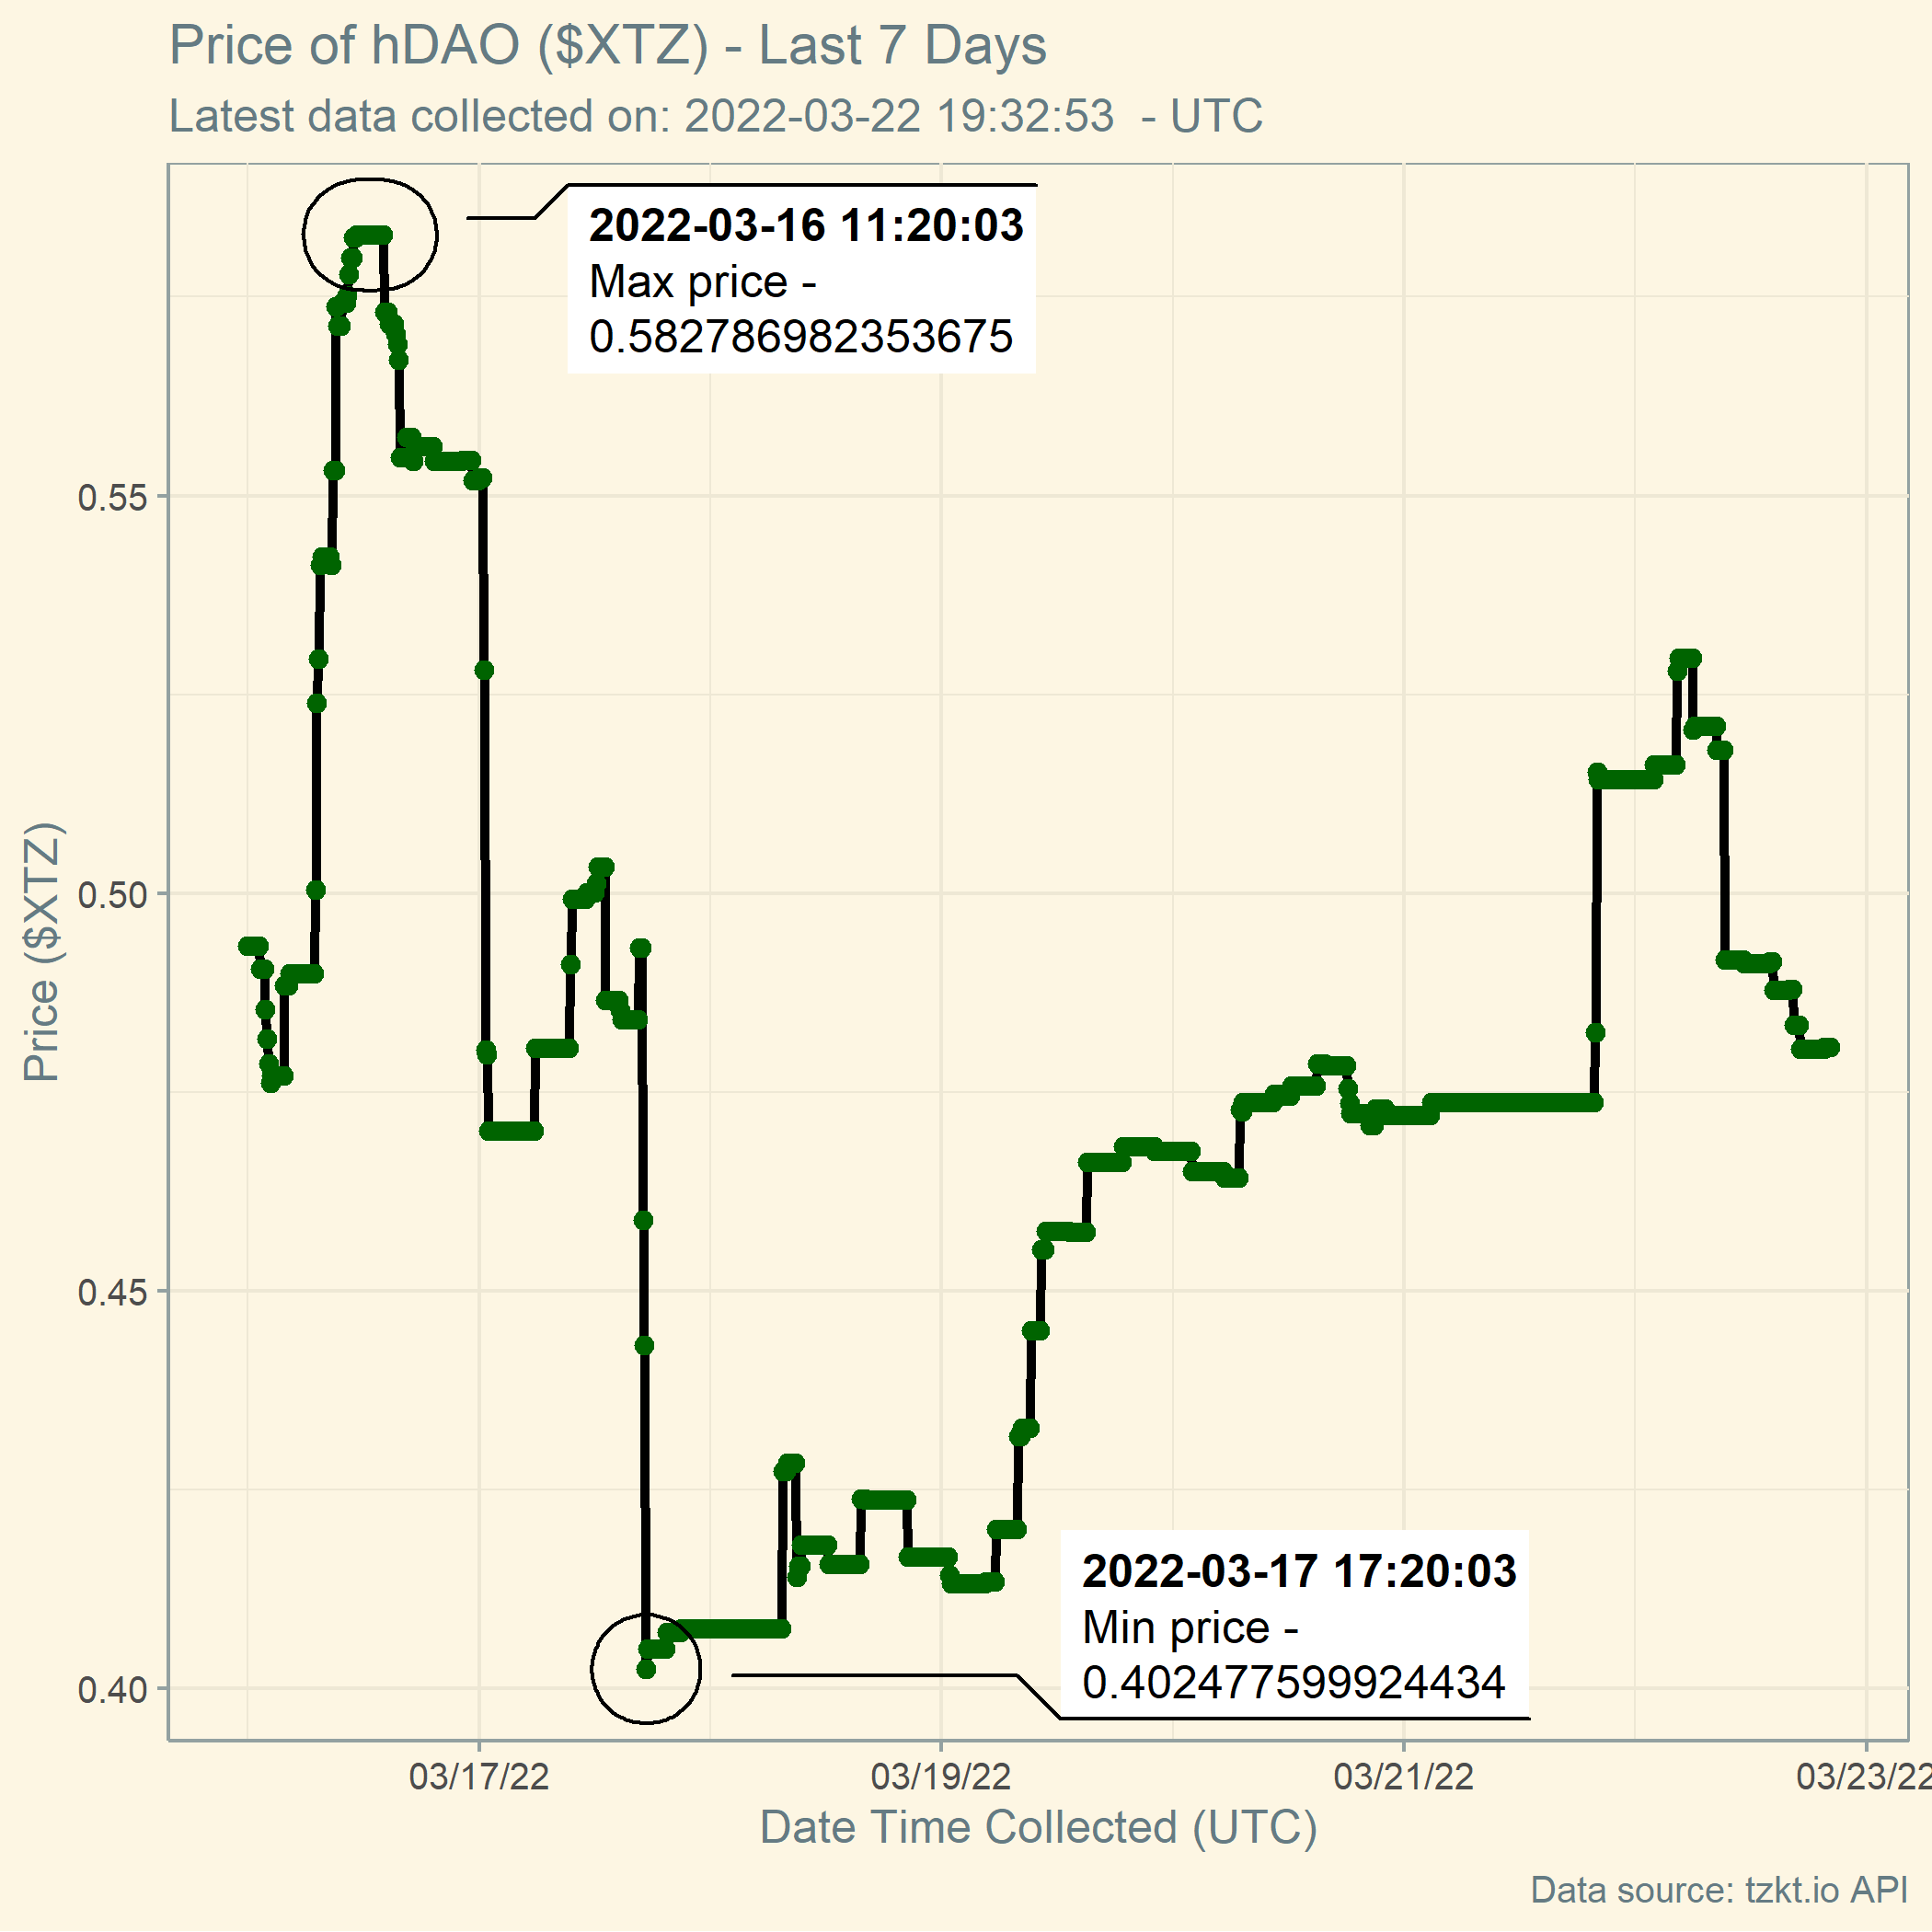 Price of hDAO ($XTZ) - Last 7 Days
Latest data collected on: 2022-03-22 19:32:53  - UTC
2022-03-16 11:20:03
Max price -
0.582786982353675
0.55
0.50
0.45
0.40
Price ($XTZ)
2022-03-17 17:20:03
Min price -
0.402477599924434
03/17/22
03/19/22
03/21/22
03/23/22
Date Time Collected (UTC)
Data source: tzkt.io API